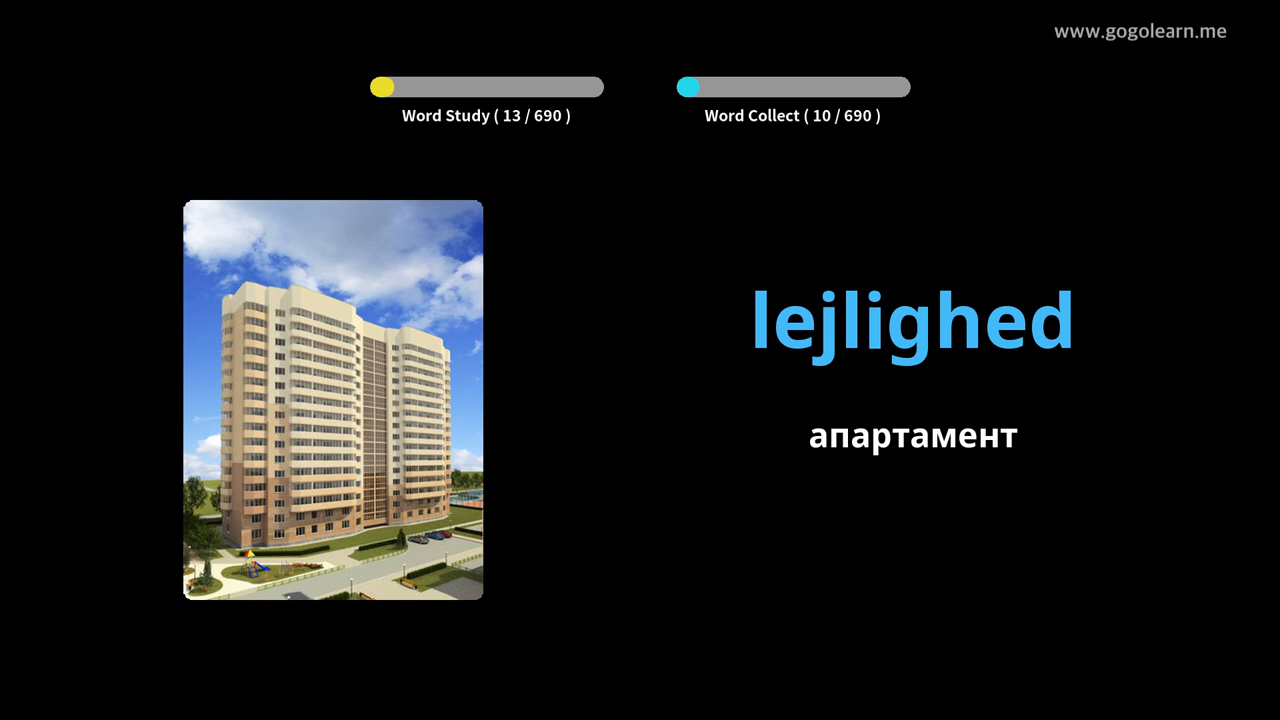 www.gogolearn.me
Word Study ( 13 / 690 )
Word Collect ( 10 / 690 )
lejlighed
апартамент